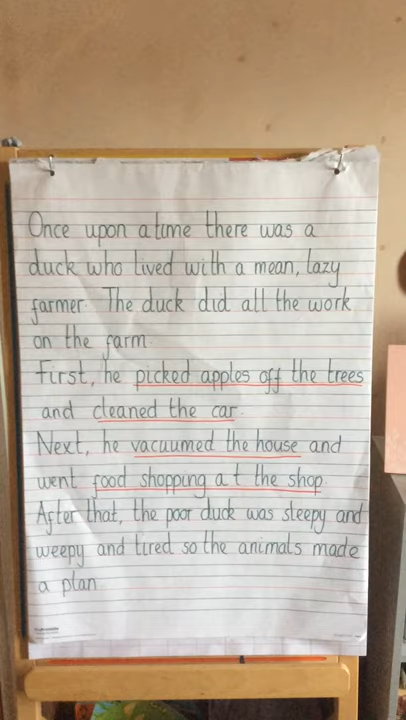 Once upon a time there was a
duck who lived with a mean, lazy
farmer. The duck did all the work
on the farm.
First, he picked apples off the trees
and cleaned the car.
Next, he vacuumed the house and
went food shopping at the shop.
After that, the poor duck was sleepy and
weepy and tired so the animals made
a plan